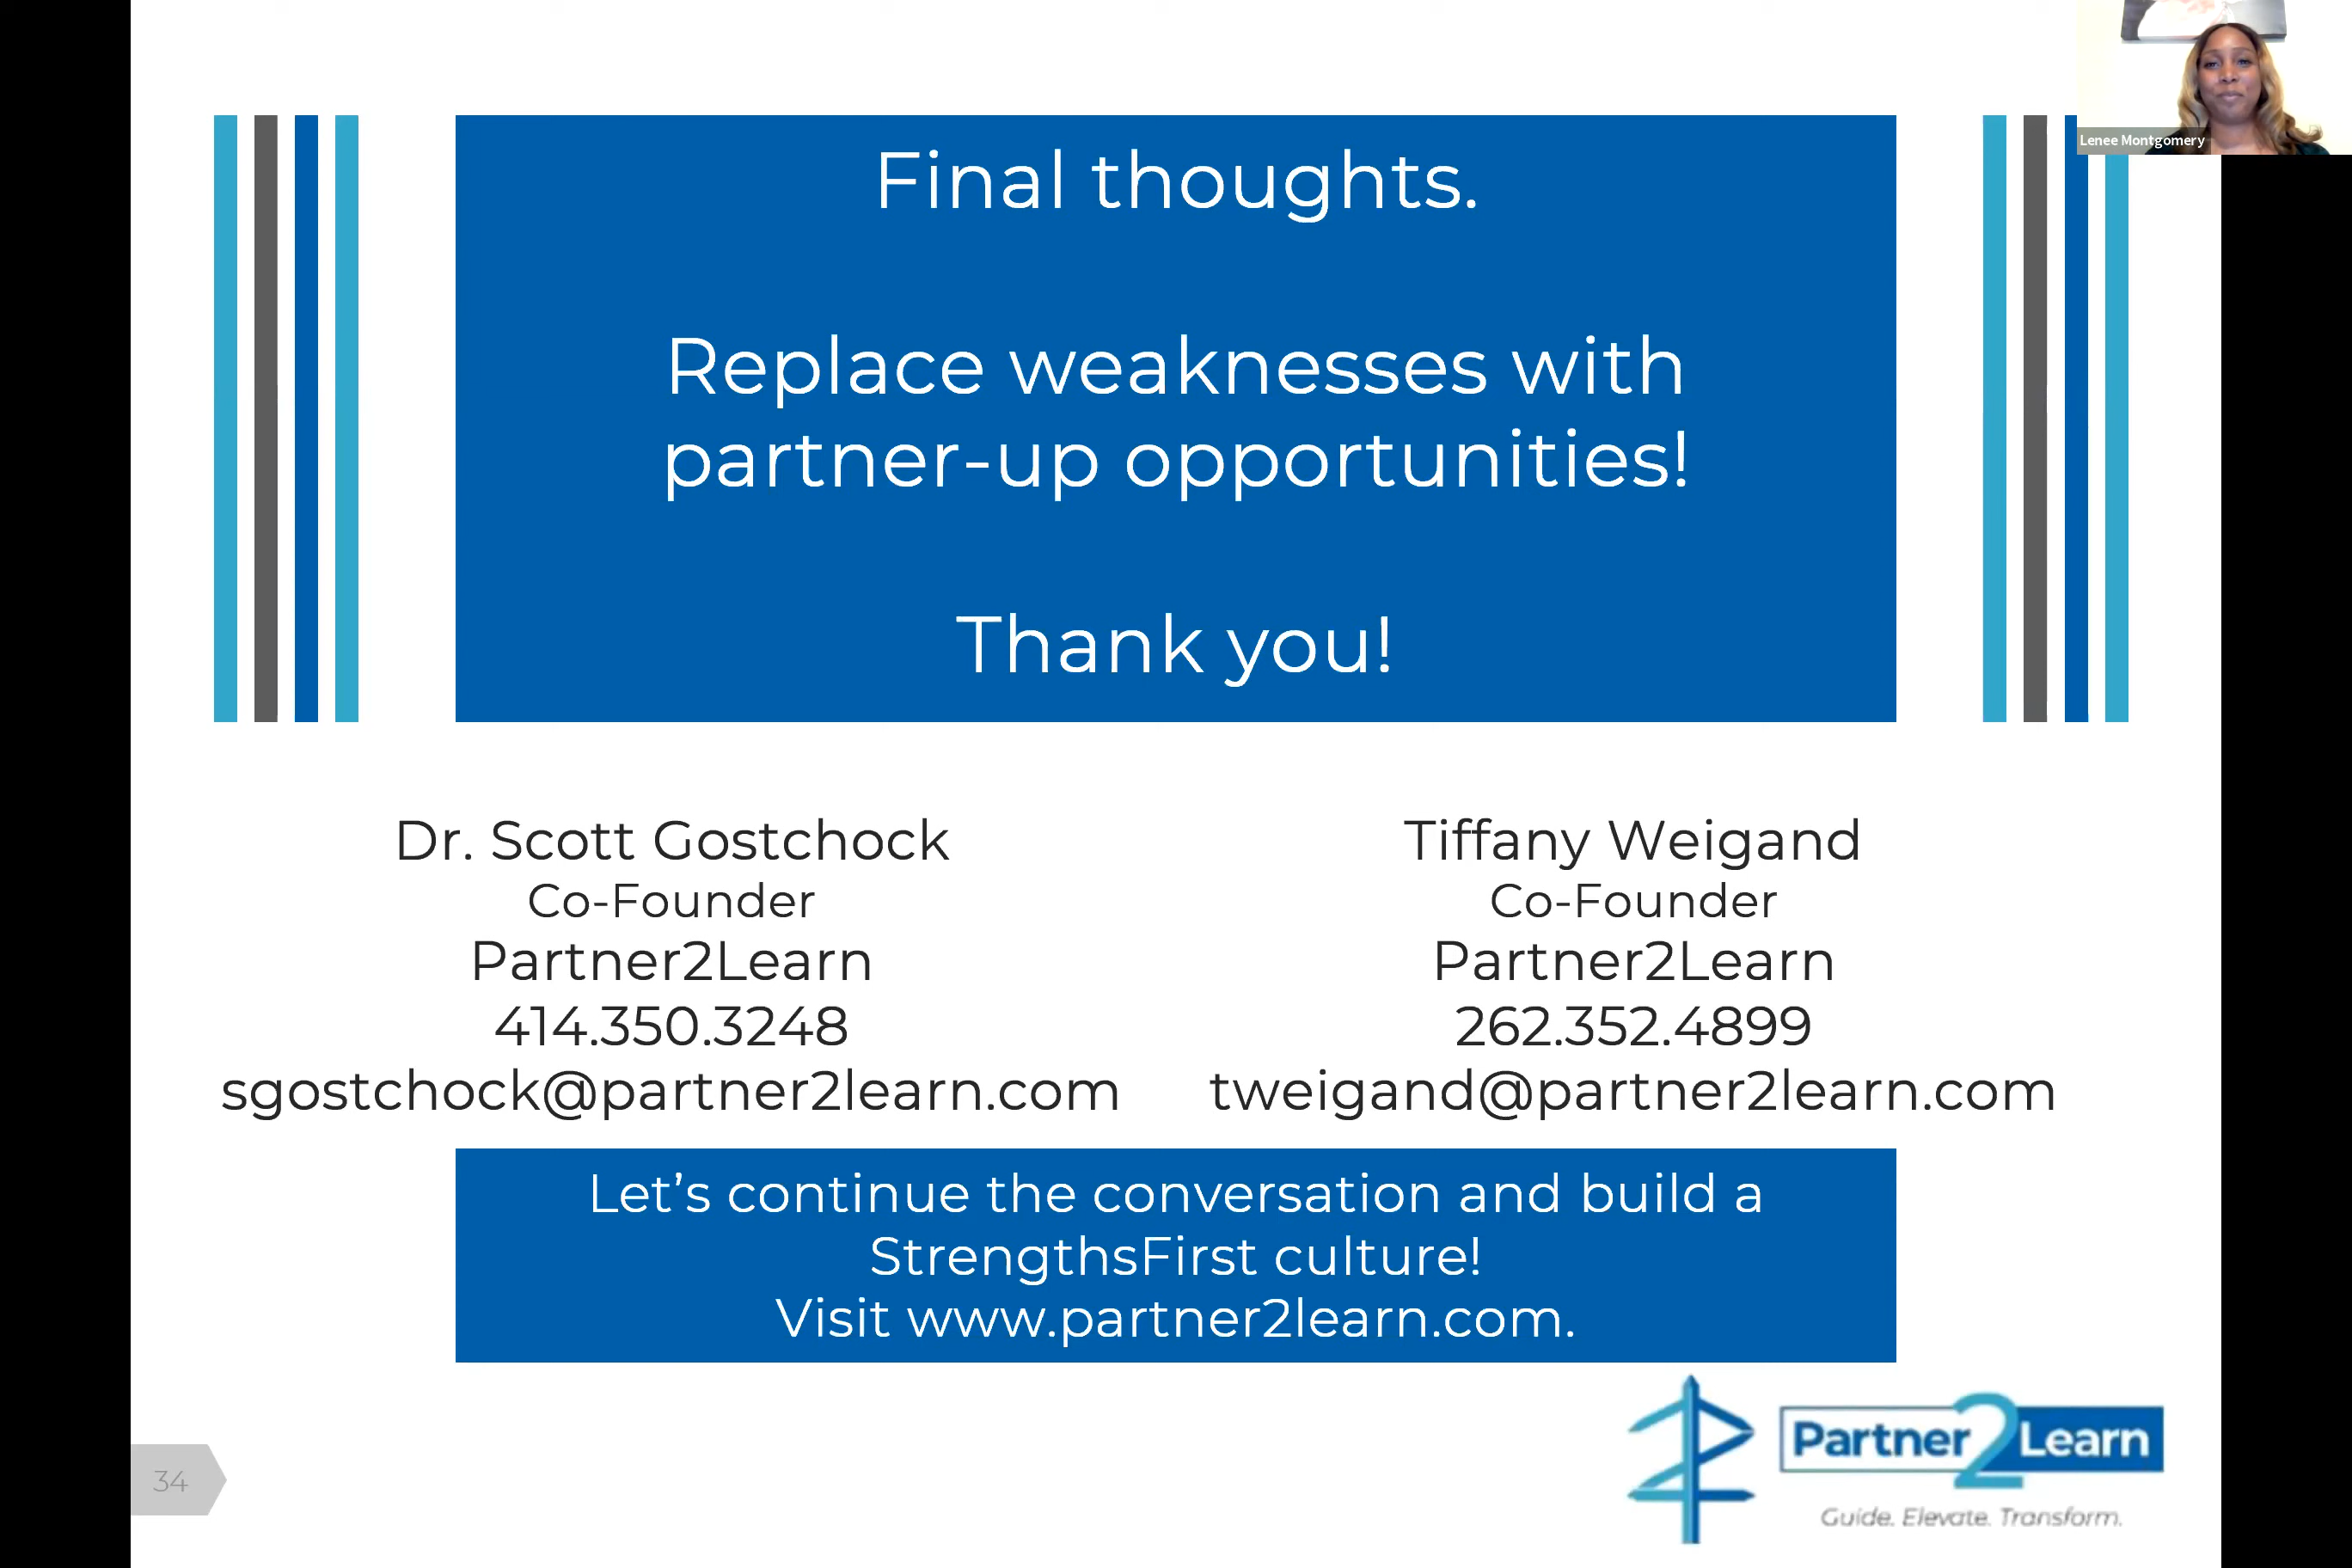 Lenee Montgomery
Final thoughts.
Replace weaknesses with
partner-up opportunities!
Thank you!
Dr. Scott Gostchock
Co-Founder
Partner2Learn
414.350.3248
sgostchock@partner2learn.com
Tiffany Weigand
Co-Founder
Partner2Learn
262.352.4899
tweigand@partner2learn.com
Let's continue the conversation and build a
StrengthsFirst culture!
Visit www.partner2learn.com.
Partner2Learn
Guide. Elevate. Transform.
34